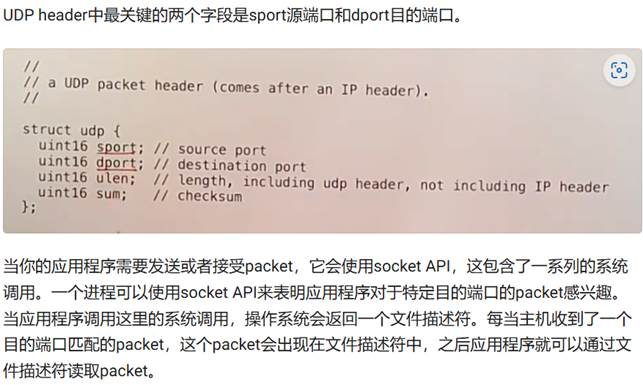 UDP header中最关键的两个字段是sport源端口和dport目的端口。
//
// a UDP packet header (comes after an IP header).
//
struct udp {
uint16 sport; // source port
uint16 dport; // destination port
uint16 ulen; // length, including udp header, not including IP header
uint16 sum; // checksum
};
当你的应用程序需要发送或者接受packet，它会使用socket API，这包含了一系列的系统
调用。一个进程可以使用socket API来表明应用程序对于特定目的端口的packet感兴趣。
当应用程序调用这里的系统调用，操作系统会返回一个文件描述符。每当主机收到了一个
目的端口匹配的packet，这个packet会出现在文件描述符中，之后应用程序就可以通过文
件描述符读取packet。